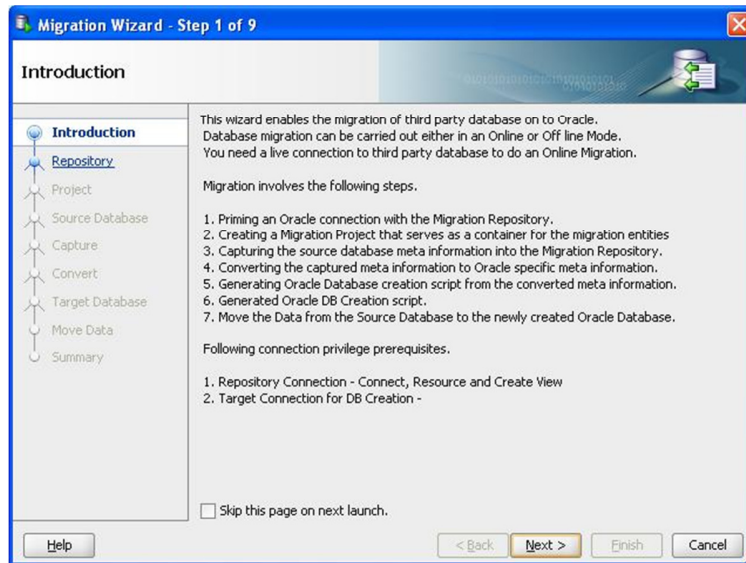 Migration Wizard - Step 1 of 9
Introduction
Introduction
Repository
Project
Source Database
Capture
Convert
Target Database
Move Data
Summary
This wizard enables the migration of third party database on to Oracle.
Database migration can be carried out either in an Online or Off line Mode.
You need a live connection to third party database to do an Online Migration.
Migration involves the following steps.
1. Priming an Oracle connection with the Migration Repository.
2. Creating a Migration Project that serves as a container for the migration entities
3. Capturing the source database meta information into the Migration Repository.
4. Converting the captured meta information to Oracle specific meta information.
5. Generating Oracle Database creation script from the converted meta information.
6. Generated Oracle DB Creation script.
7. Move the Data from the Source Database to the newly created Oracle Database.
Following connection privilege prerequisites.
1. Repository Connection - Connect, Resource and Create View
2. Target Connection for DB Creation -
Skip this page on next launch.
Help
< Back
Next >
Finish
Cancel